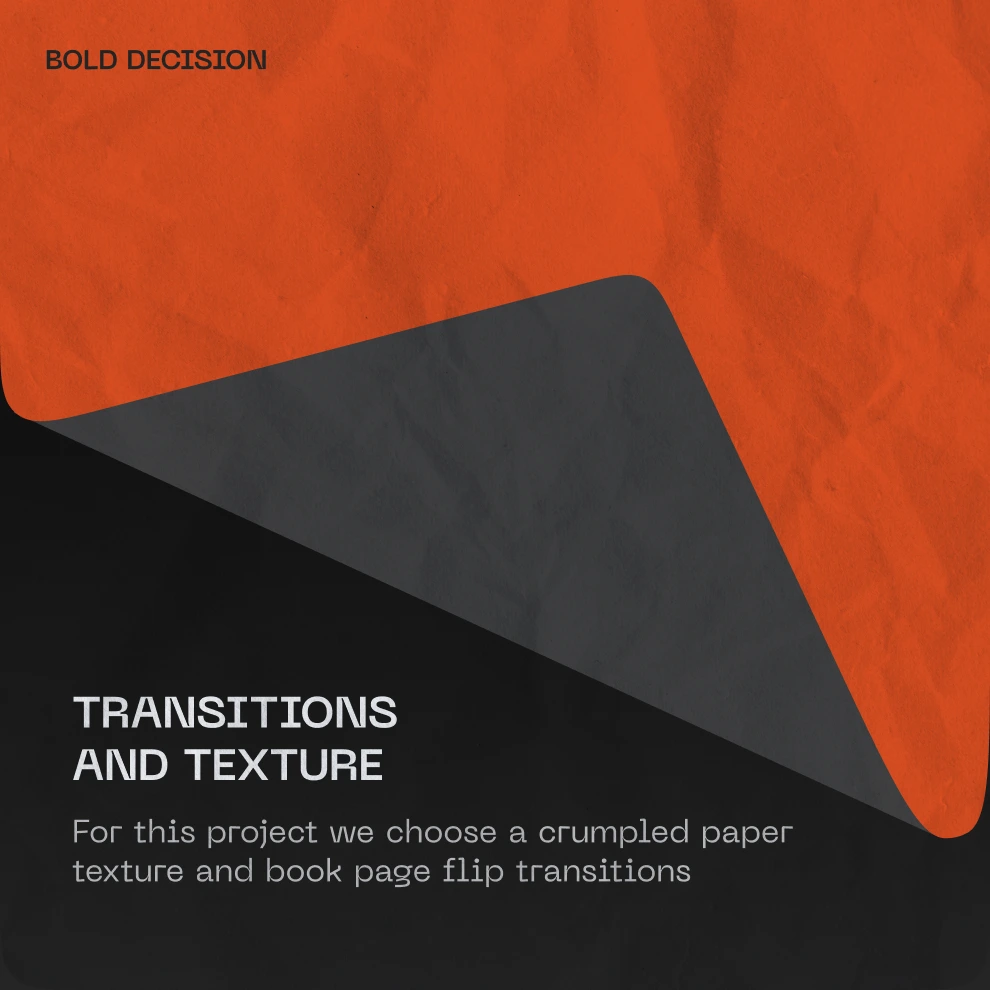 BOLD DECISION
TRANSITIONS
AND TEXTURE
For this project we choose a crumpled paper
texture and book page flip transitions